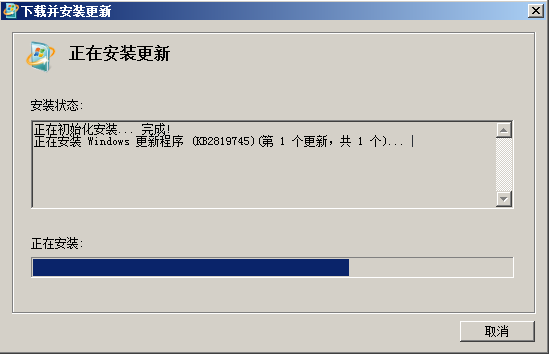 下载并安装更新
正在安装更新
安装状态:
正在初始化安装... 完成!
正在安装 Windows 更新程序 (KB2819745)(第 1 个更新，共 1 个)...
正在安装:
取消